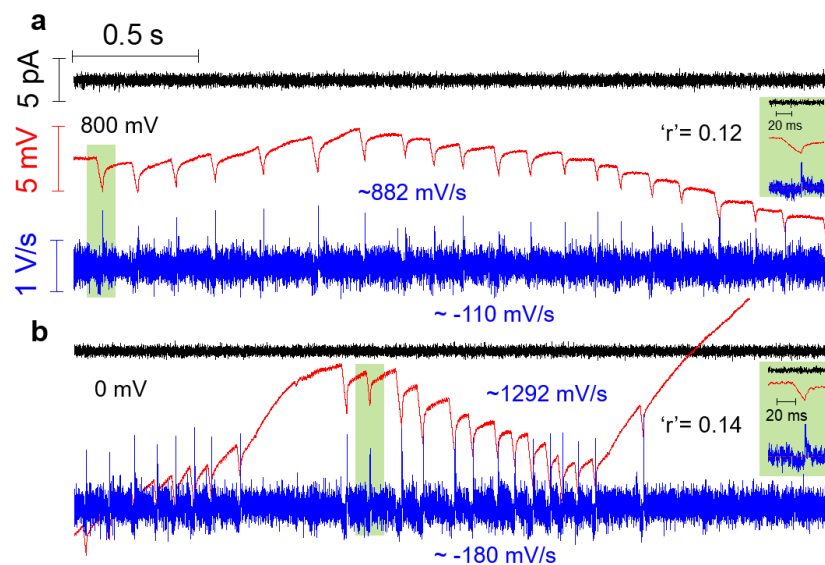 a
0.5 s
5 pA
800 mV
'r'= 0.12
20 ms
5 mV
~882 mV/s
1 V/s
~ -110 mV/s
b
0 mV
~1292 mV/s
'r'= 0.14
20 ms
~ -180 mV/s